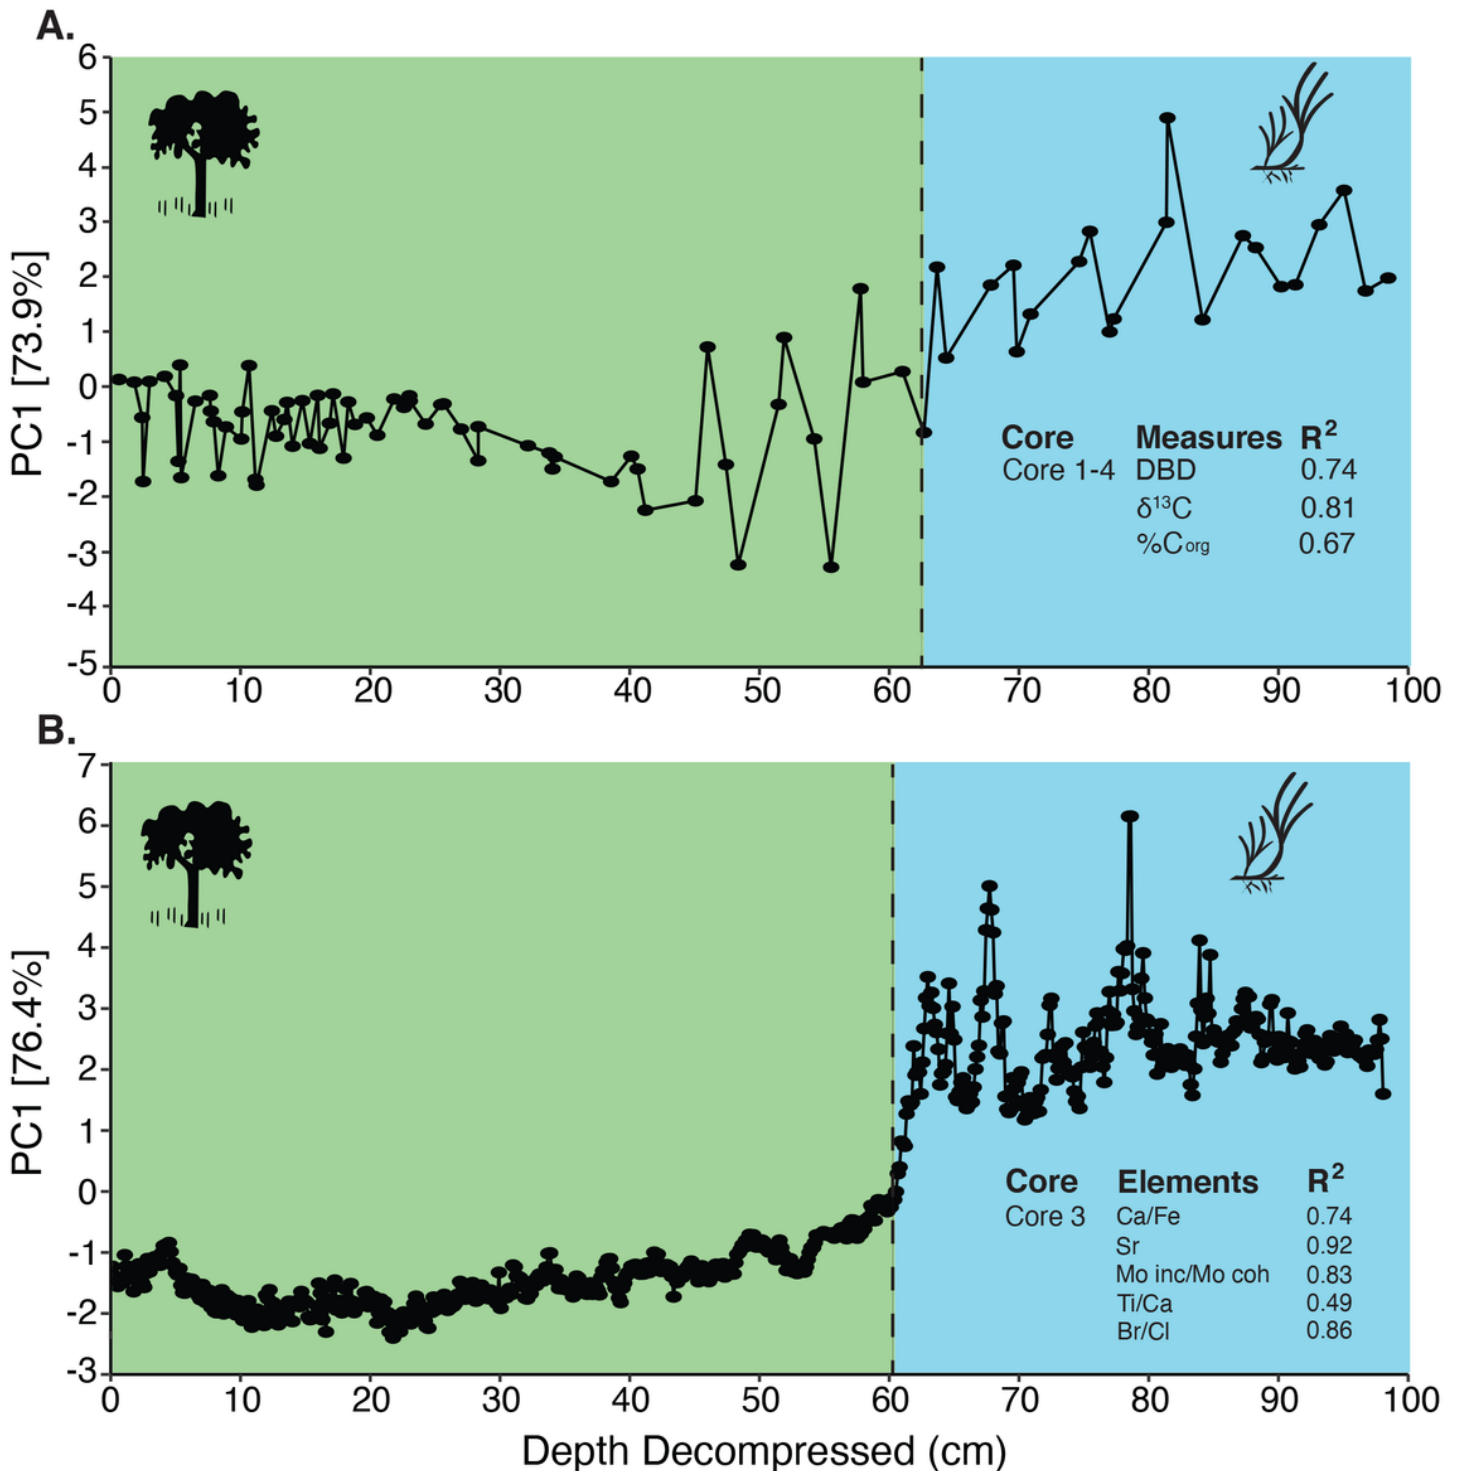 A.
6
5
4
3
2
1
0
-1
-2
-3
-4
-5
PC1 [73.9%]
Core Measures R²
Core 1-4 DBD 0.74
δ¹³C 0.81
%Corg 0.67
0 10 20 30 40 50 60 70 80 90 100
B.
7
6
5
4
3
2
1
0
-1
-2
-3
PC1 [76.4%]
Core Elements R²
Core 3 Ca/Fe 0.74
Sr 0.92
Mo inc/Mo coh 0.83
Ti/Ca 0.49
Br/Cl 0.86
0 10 20 30 40 50 60 70 80 90 100
Depth Decompressed (cm)